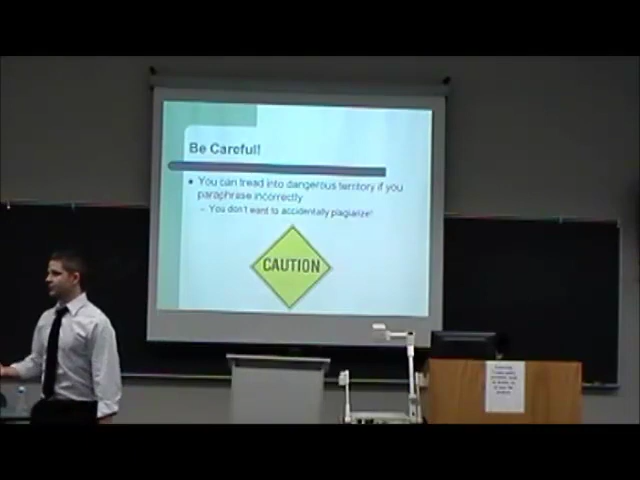 Be Careful!
• You can tread into dangerous territory if you
paraphrase incorrectly
– You don't want to accidentally plagiarize!
CAUTION